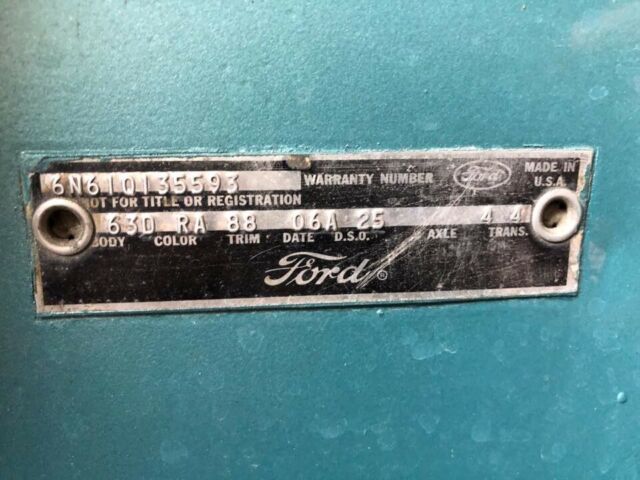 6N61Q135593 WARRANTY NUMBER Ford MADE IN U.S.A.
NOT FOR TITLE OR REGISTRATION
63D RA 88 06A 25 4 4
BODY COLOR TRIM DATE D.S.O. AXLE TRANS.
Ford ®